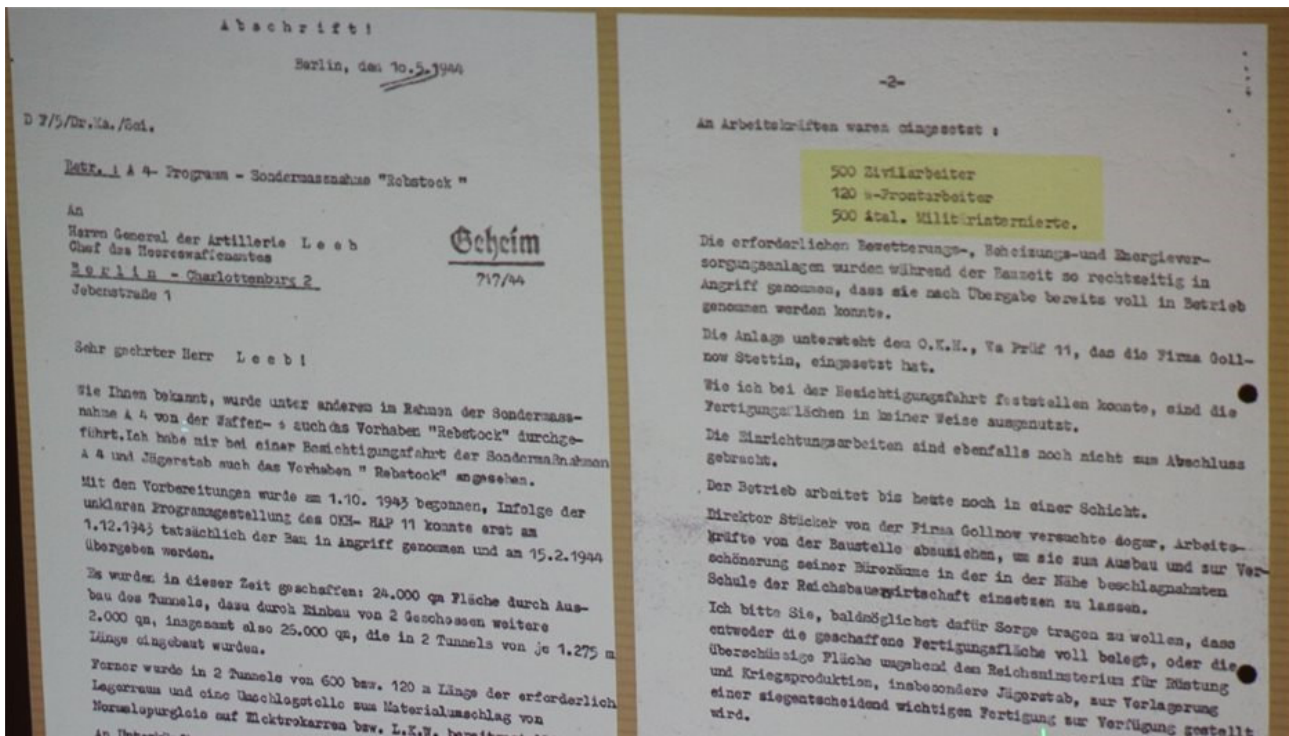 Abschrift!
Berlin, den 10.5.1944
D 7/5/Dr.Ka./Sei.
Betr.: A 4- Programm - Sondermassnahme "Rebstock"
An
Herrn General der Artillerie L e e b
Chef des Heereswaffenamtes
B e r l i n - Charlottenburg 2
Jebenstraße 1
Geheim
717/44
Sehr geehrter Herr L e e b !
Wie Ihnen bekannt, wurde unter anderem im Rahmen der Sondermass-
nahme A 4 von der Waffen- auch das Vorhaben "Rebstock" durchge-
führt. Ich habe mir bei einer Besichtigungsfahrt der Sondermaßnahmen
A 4 und Jägerstab auch das Vorhaben " Rebstock" angesehen.
Mit den Vorbereitungen wurde am 1.10. 1943 begonnen, Infolge der
unklaren Programmgestellung des OKH- HAP 11 konnte erst am
1.12.1943 tatsächlich der Bau in Angriff genommen und am 15.2.1944
übergeben werden.
Es wurden in dieser Zeit geschaffen: 24.000 qm Fläche durch Aus-
bau des Tunnels, dazu durch Einbau von 2 Geschossen weitere
2.000 qm, insgesamt also 26.000 qm, die in 2 Tunnels von je 1.275 m
Länge eingebaut wurden.
Ferner wurde in 2 Tunnels von 600 bzw. 120 m Länge der erforderlich
Lagerraum und eine Umschlagstelle zum Materialumschlag von
Normalspurgleis auf Elektrokarren bzw. L.K.W.
-2-
An Arbeitskräften waren eingesetzt :
500 Zivilarbeiter
120 -Frontarbeiter
500 ital. Militärinternierte.
Die erforderlichen Bewetterungs-, Beheizungs-und Energiever-
sorgungsanlagen wurden während der Bauzeit so rechtzeitig in
Angriff genommen, dass sie nach Übergabe bereits voll in Betrieb
genommen werden konnte.
Die Anlage untersteht dem O.K.H., Wa Prüf 11, das die Firma Goll-
now Stettin, eingesetzt hat.
Wie ich bei der Besichtigungsfahrt feststellen konnte, sind die
Fertigungsflächen in keiner Weise ausgenutzt.
Die Einrichtungsarbeiten sind ebenfalls noch nicht zum Abschluss
gebracht.
Der Betrieb arbeitet bis heute noch in einer Schicht.
Direktor Stücker von der Firma Gollnow versuchte sogar, Arbeits-
kräfte von der Baustelle abzuziehen, um sie zum Ausbau und zur Ver-
schönerung seiner Büroräume in der in der Nähe beschlagnahmten
Schule der Reichsbauernwirtschaft einsetzen zu lassen.
Ich bitte Sie, baldmöglichst dafür Sorge tragen zu wollen, dass
entweder die geschaffene Fertigungsfläche voll belegt, oder die
überschüssige Fläche umgehend dem Reichsministerium für Rüstung
und Kriegsproduktion, insbesondere Jägerstab, zur Verlagerung
einer siegentscheidend wichtigen Fertigung zur Verfügung gestellt
wird.